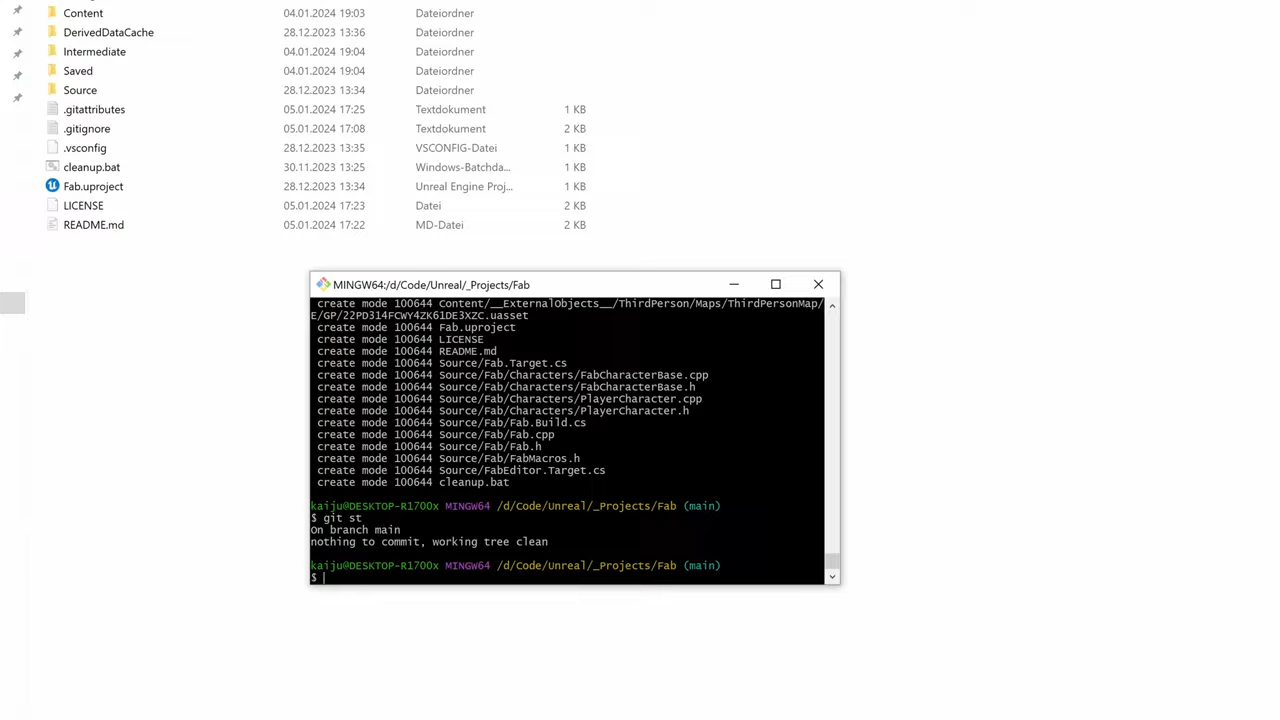 Content 04.01.2024 19:03 Dateiordner
DerivedDataCache 28.12.2023 13:36 Dateiordner
Intermediate 04.01.2024 19:04 Dateiordner
Saved 04.01.2024 19:04 Dateiordner
Source 28.12.2023 13:34 Dateiordner
.gitattributes 05.01.2024 17:25 Textdokument 1 KB
.gitignore 05.01.2024 17:08 Textdokument 2 KB
.vsconfig 28.12.2023 13:35 VSCONFIG-Datei 1 KB
cleanup.bat 30.11.2023 13:25 Windows-Batchda... 1 KB
Fab.uproject 28.12.2023 13:34 Unreal Engine Proj... 1 KB
LICENSE 05.01.2024 17:23 Datei 2 KB
README.md 05.01.2024 17:22 MD-Datei 2 KB
MINGW64:/d/Code/Unreal/_Projects/Fab
create mode 100644 Content/__ExternalObjects__/ThirdPerson/Maps/ThirdPersonMap/
E/GP/22PD314FCWY4ZK61DE3XZC.uasset
create mode 100644 Fab.uproject
create mode 100644 LICENSE
create mode 100644 README.md
create mode 100644 Source/Fab.Target.cs
create mode 100644 Source/Fab/Characters/FabCharacterBase.cpp
create mode 100644 Source/Fab/Characters/FabCharacterBase.h
create mode 100644 Source/Fab/Characters/PlayerCharacter.cpp
create mode 100644 Source/Fab/Characters/PlayerCharacter.h
create mode 100644 Source/Fab/Fab.Build.cs
create mode 100644 Source/Fab/Fab.cpp
create mode 100644 Source/Fab/Fab.h
create mode 100644 Source/Fab/FabMacros.h
create mode 100644 Source/FabEditor.Target.cs
create mode 100644 cleanup.bat
kaiju@DESKTOP-R1700x MINGW64 /d/Code/Unreal/_Projects/Fab (main)
$ git st
On branch main
nothing to commit, working tree clean
kaiju@DESKTOP-R1700x MINGW64 /d/Code/Unreal/_Projects/Fab (main)
$